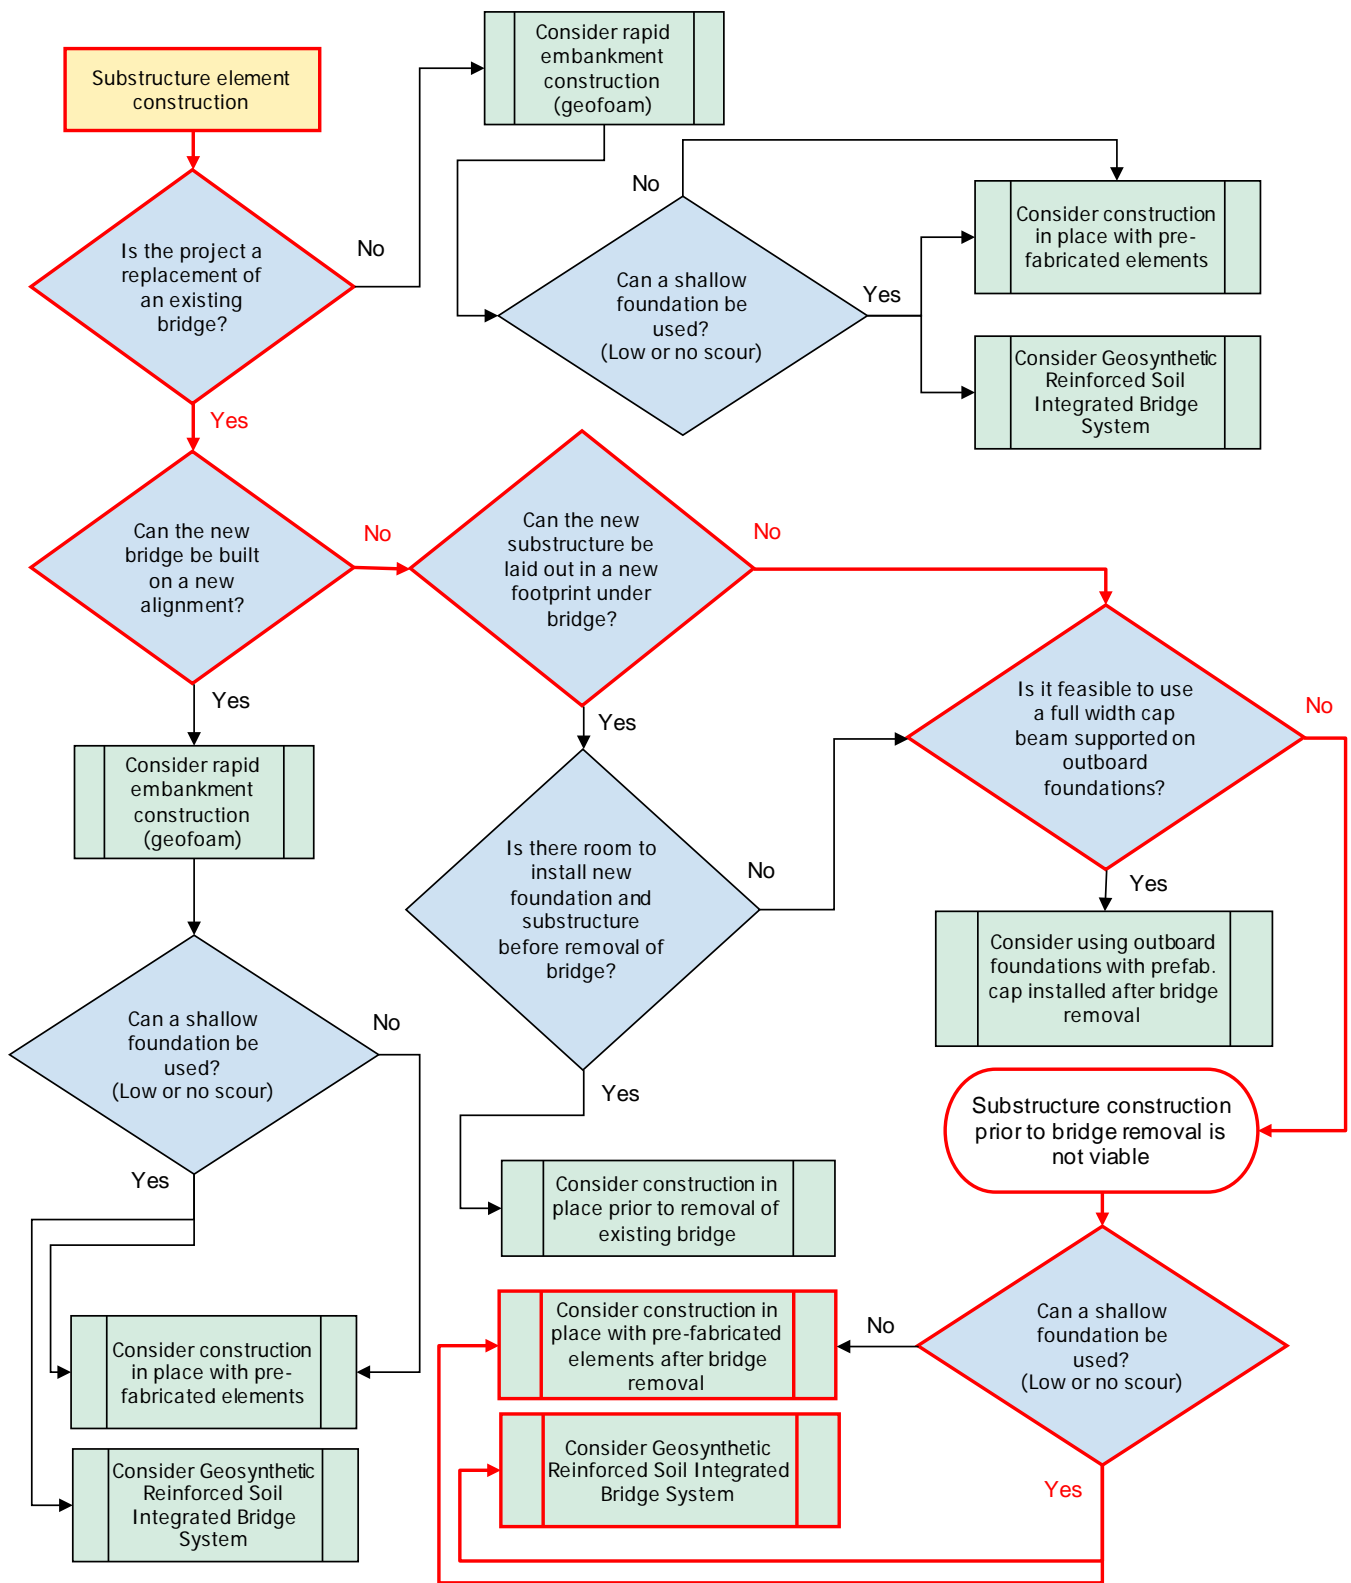 Substructure element
construction
Consider rapid
embankment
construction
(geofoam)
Is the project a
replacement of
an existing
bridge?
No
No
Can a shallow
foundation be
used?
(Low or no scour)
Yes
Consider construction
in place with pre-
fabricated elements
Consider Geosynthetic
Reinforced Soil
Integrated Bridge
System
Yes
Can the new
bridge be built
on a new
alignment?
No
Can the new
substructure be
laid out in a new
footprint under
bridge?
No
Yes
Yes
Is it feasible to use
a full width cap
beam supported on
outboard
foundations?
No
Consider rapid
embankment
construction
(geofoam)
Is there room to
install new
foundation and
substructure
before removal of
bridge?
No
Yes
Consider using outboard
foundations with prefab.
cap installed after bridge
removal
Can a shallow
foundation be
used?
(Low or no scour)
No
Yes
Yes
Substructure construction
prior to bridge removal is
not viable
Consider construction in
place prior to removal of
existing bridge
Consider construction
in place with pre-
fabricated elements
Consider construction in
place with pre-fabricated
elements after bridge
removal
No
Can a shallow
foundation be
used?
(Low or no scour)
Consider Geosynthetic
Reinforced Soil
Integrated Bridge
System
Consider Geosynthetic
Reinforced Soil Integrated
Bridge System
Yes